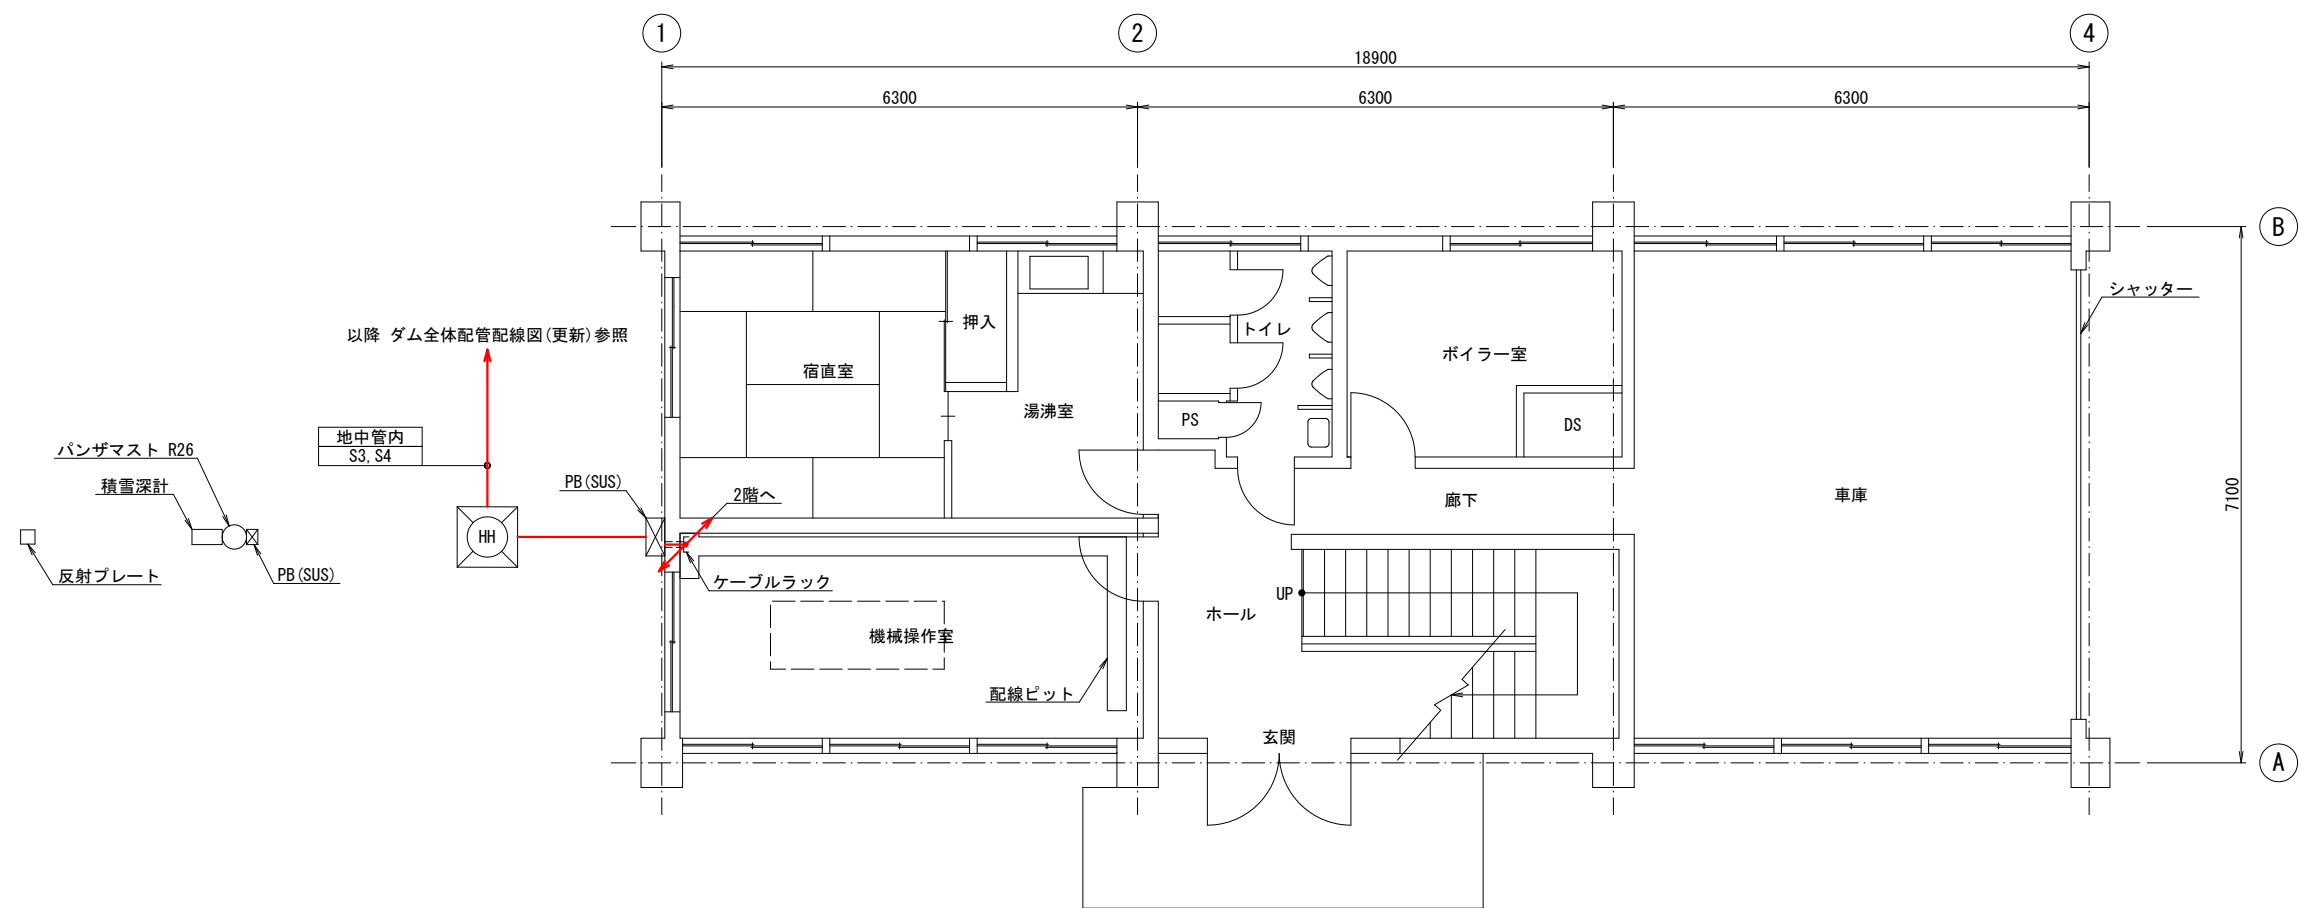 1
2
4
18900
6300
6300
6300
B
シャッター
以降 ダム全体配管配線図(更新)参照
押入
トイレ
ボイラー室
宿直室
湯沸室
PS
DS
地中管内
S3, S4
パンザマスト R26
積雪深計
PB(SUS)
2階へ
廊下
車庫
7100
HH
反射プレート
PB(SUS)
ケーブルラック
UP
ホール
機械操作室
配線ピット
玄関
A